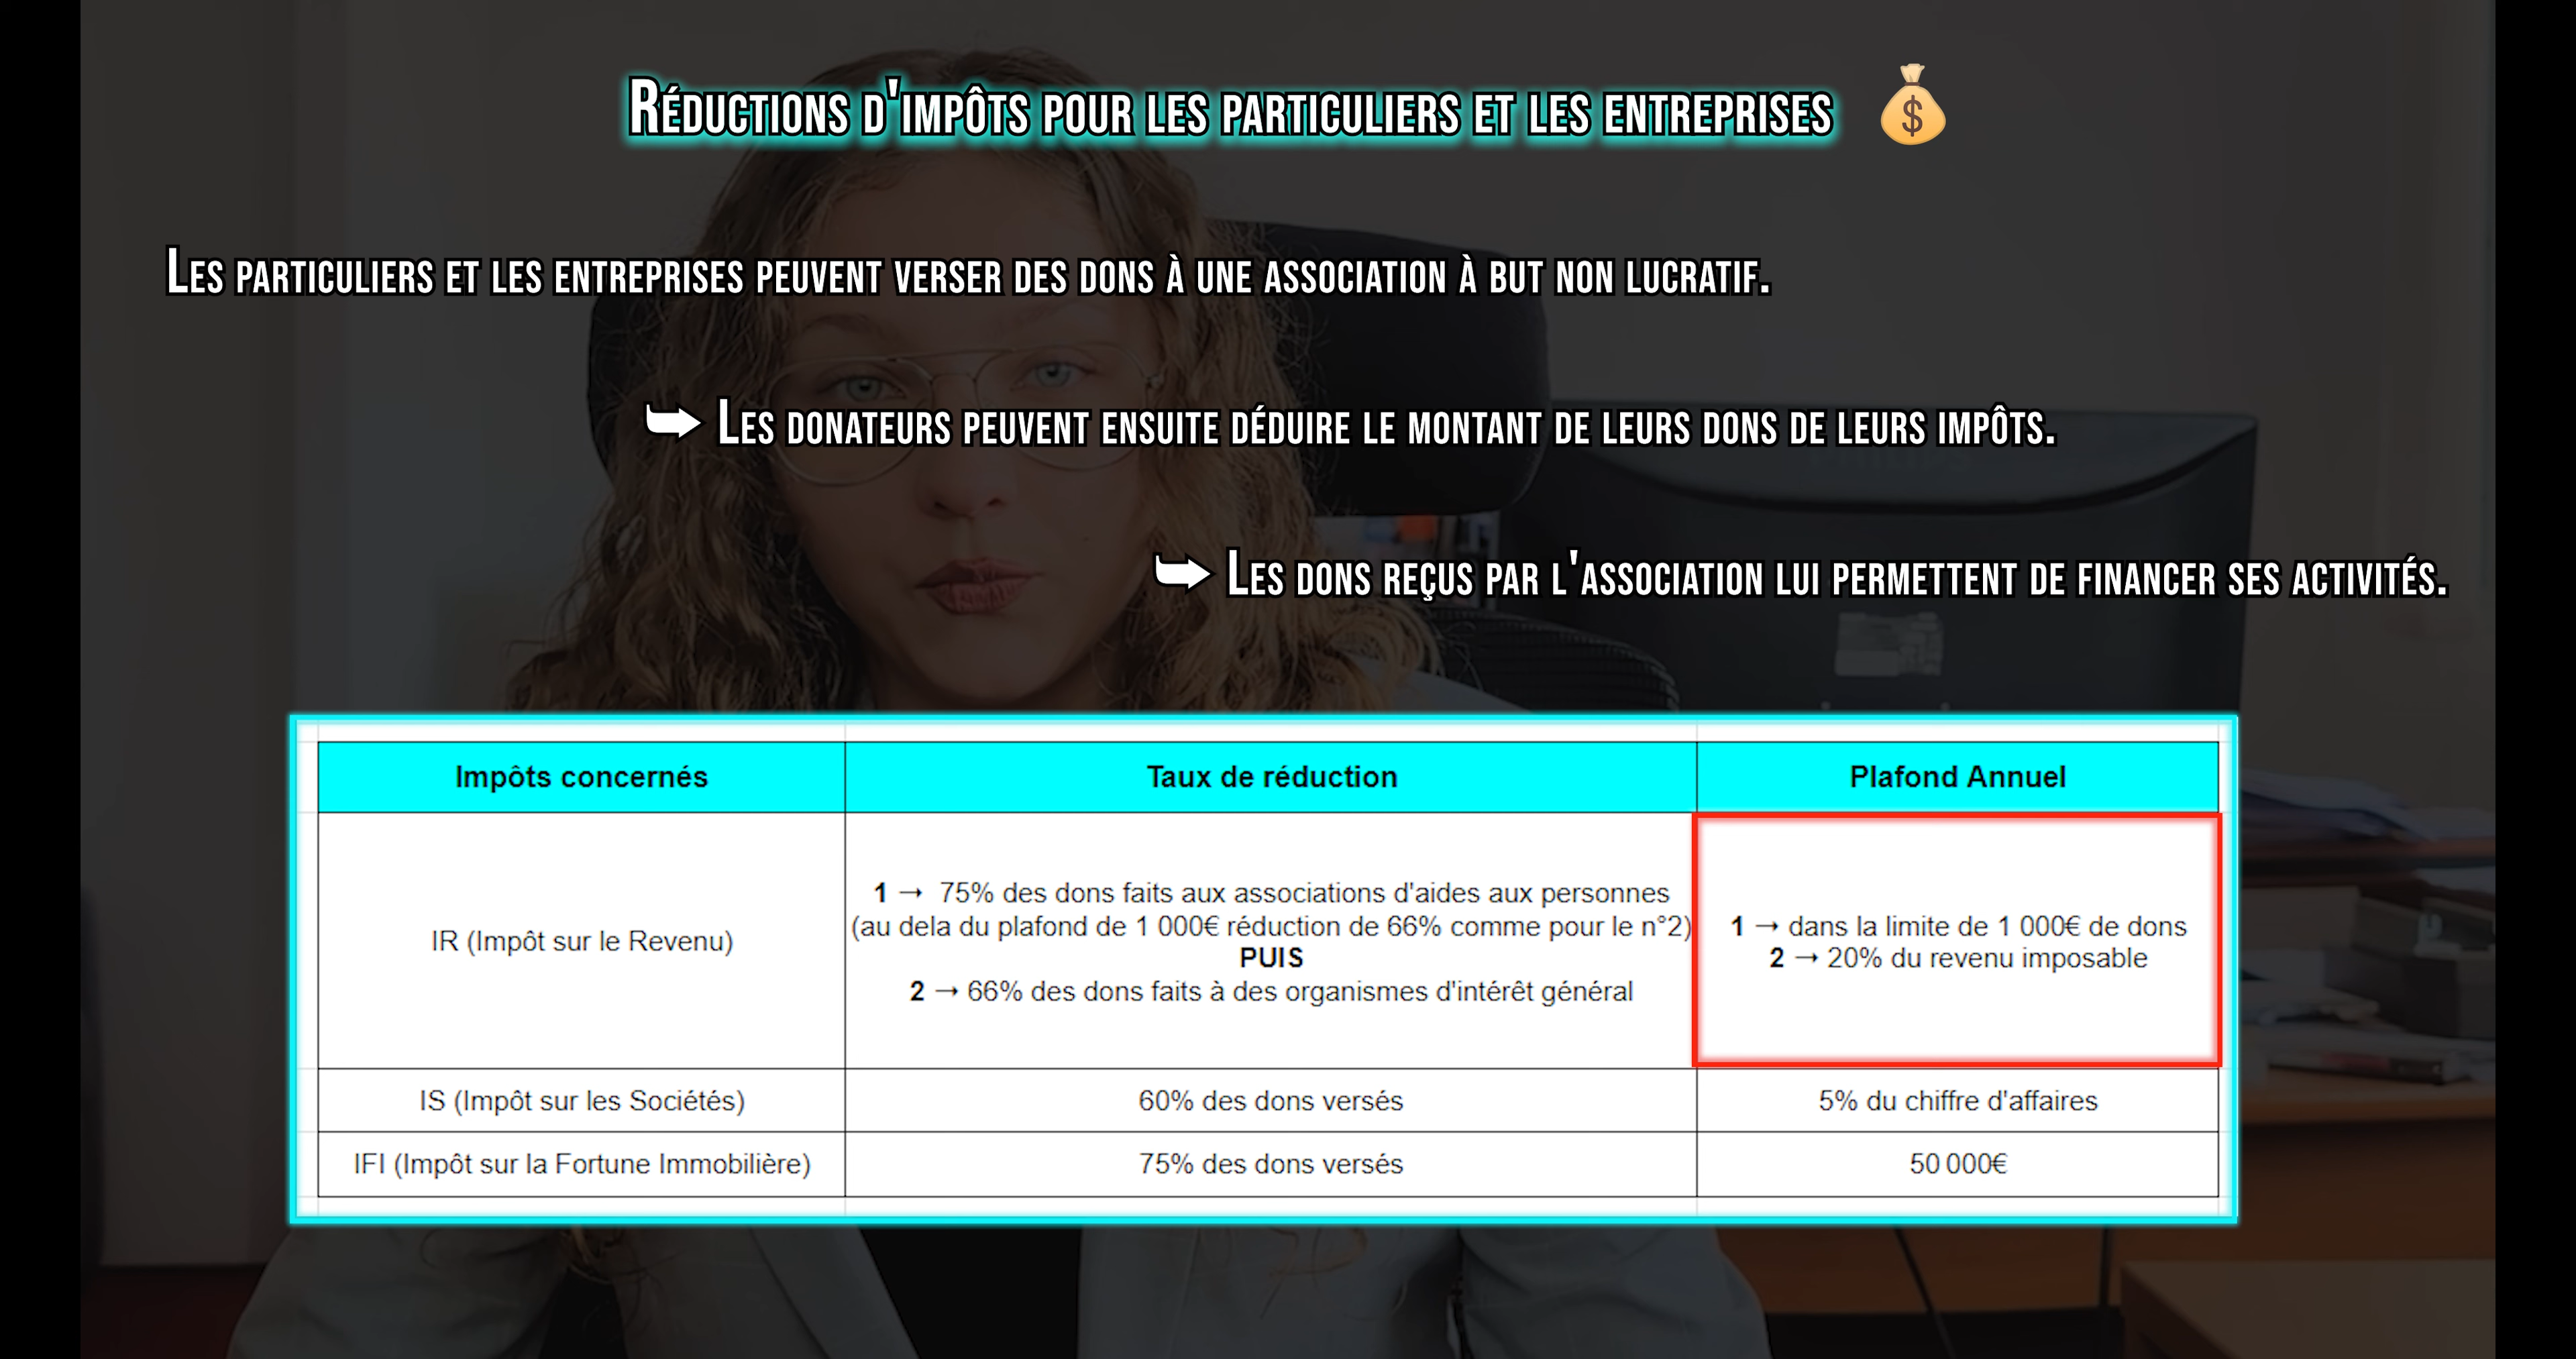 Réductions d'impôts pour les particuliers et les entreprises
Les particuliers et les entreprises peuvent verser des dons à une association à but non lucratif.
Les donateurs peuvent ensuite déduire le montant de leurs dons de leurs impôts.
Les dons reçus par l'association lui permettent de financer ses activités.
Impôts concernés
Taux de réduction
Plafond Annuel
IR (Impôt sur le Revenu)
1 → 75% des dons faits aux associations d'aides aux personnes
(au dela du plafond de 1 000€ réduction de 66% comme pour le n°2)
PUIS
2 → 66% des dons faits à des organismes d'intérêt général
1 → dans la limite de 1 000€ de dons
2 → 20% du revenu imposable
IS (Impôt sur les Sociétés)
60% des dons versés
5% du chiffre d'affaires
IFI (Impôt sur la Fortune Immobilière)
75% des dons versés
50 000€